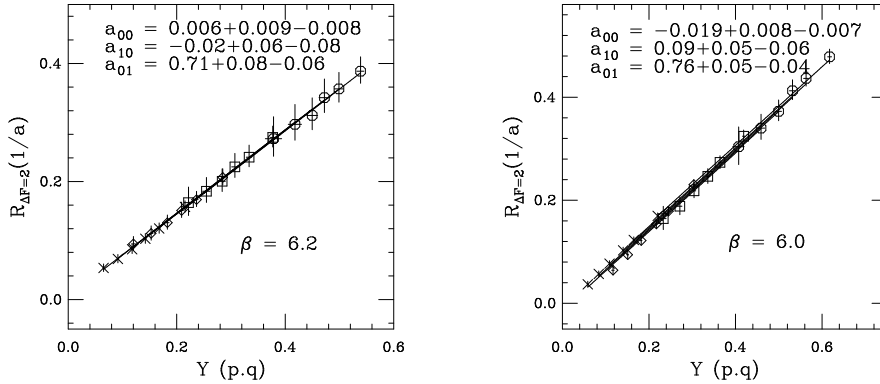 a00 = 0.006+0.009−0.008
a10 = −0.02+0.06−0.08
a01 = 0.71+0.08−0.06
0.4
0.2
0.0
RΔF=2(1/a)
β = 6.2
0.0 0.2 0.4 0.6
Y (p.q)
a00 = −0.019+0.008−0.007
a10 = 0.09+0.05−0.06
a01 = 0.76+0.05−0.04
0.4
0.2
0.0
RΔF=2(1/a)
β = 6.0
0.0 0.2 0.4 0.6
Y (p.q)